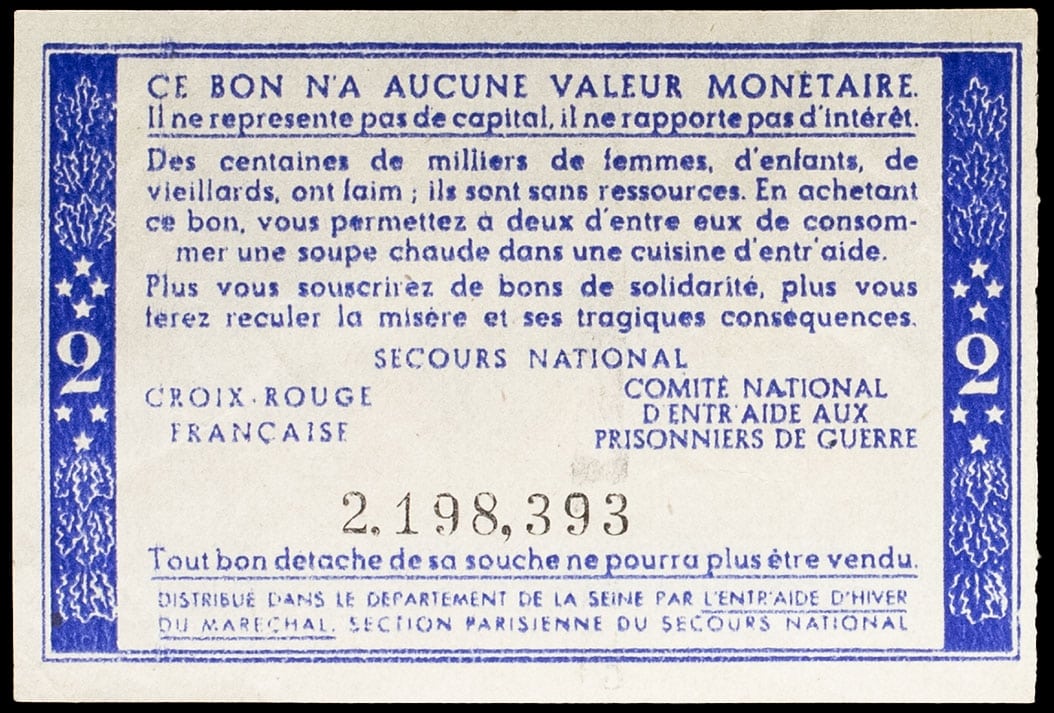 CE BON N'A AUCUNE VALEUR MONÉTAIRE.
Il ne represente pas de capital, il ne rapporte pas d'intérêt.
Des centaines de milliers de femmes, d'enfants, de
vieillards, ont faim ; ils sont sans ressources. En achetant
ce bon, vous permettez à deux d'entre eux de consom-
mer une soupe chaude dans une cuisine d'entr'aide.
Plus vous souscrirez de bons de solidarité, plus vous
ferez reculer la misère et ses tragiques conséquences.
2
2
SECOURS NATIONAL
CROIX-ROUGE
FRANÇAISE
COMITÉ NATIONAL
D'ENTR'AIDE AUX
PRISONNIERS DE GUERRE
2,198,393
Tout bon detache de sa souche ne pourra plus être vendu.
DISTRIBUÉ DANS LE DEPARTEMENT DE LA SEINE PAR L'ENTR'AIDE D'HIVER
DU MARECHAL, SECTION PARISIENNE DU SECOURS NATIONAL